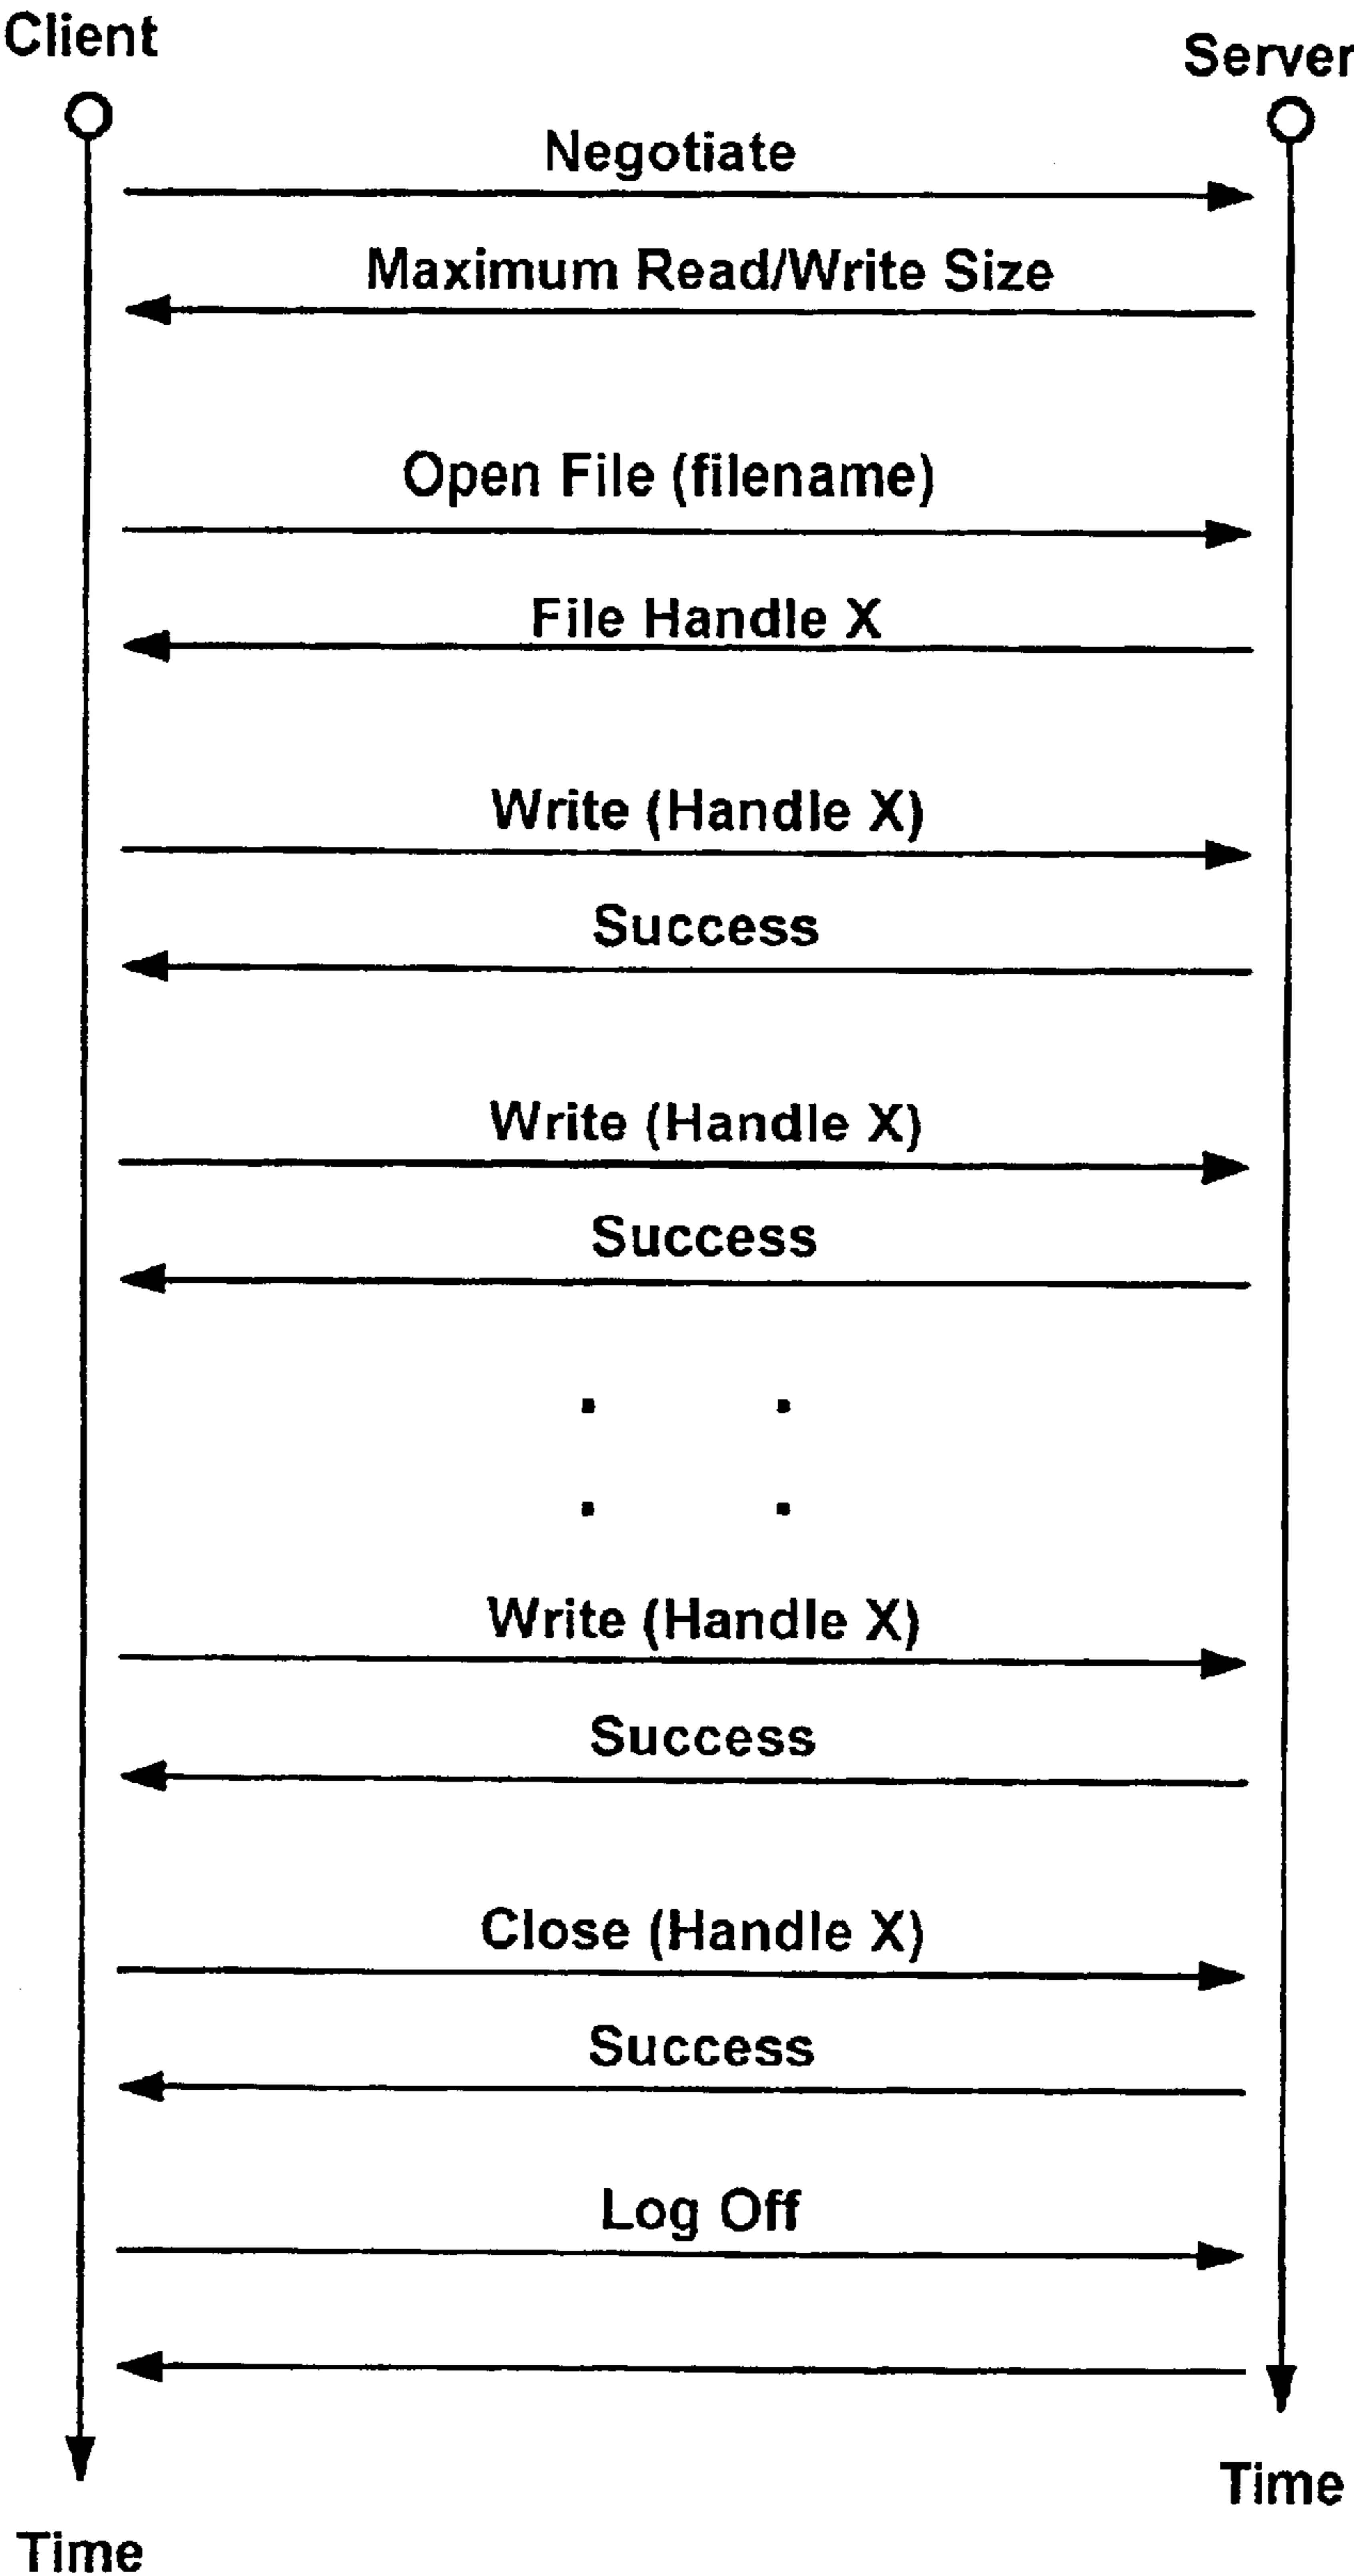 Client
Server
Negotiate
Maximum Read/Write Size
Open File (filename)
File Handle X
Write (Handle X)
Success
Write (Handle X)
Success
Write (Handle X)
Success
Close (Handle X)
Success
Log Off
Time
Time